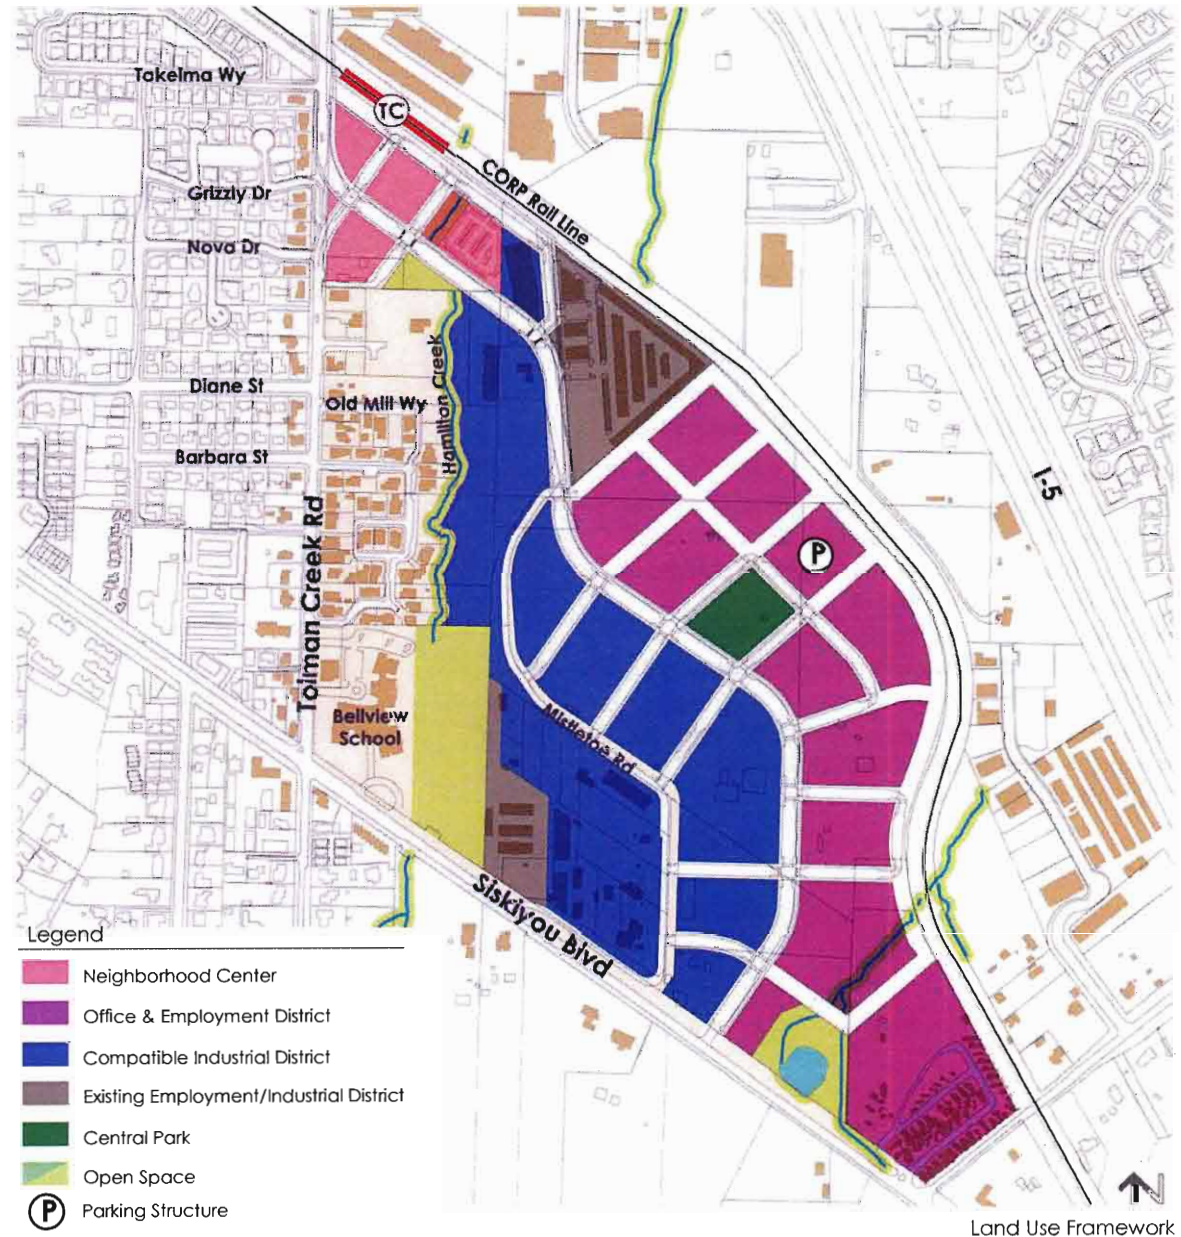 Takelma Wy
TC
CORP Rail Line
Grizzly Dr
Nova Dr
Hamilton Creek
Diane St
Old Mill Wy
Barbara St
I-5
Tolman Creek Rd
P
Bellview
School
Mistletoe Rd
Siskiyou Blvd
Legend
Neighborhood Center
Office & Employment District
Compatible Industrial District
Existing Employment/Industrial District
Central Park
Open Space
P Parking Structure
N
Land Use Framework